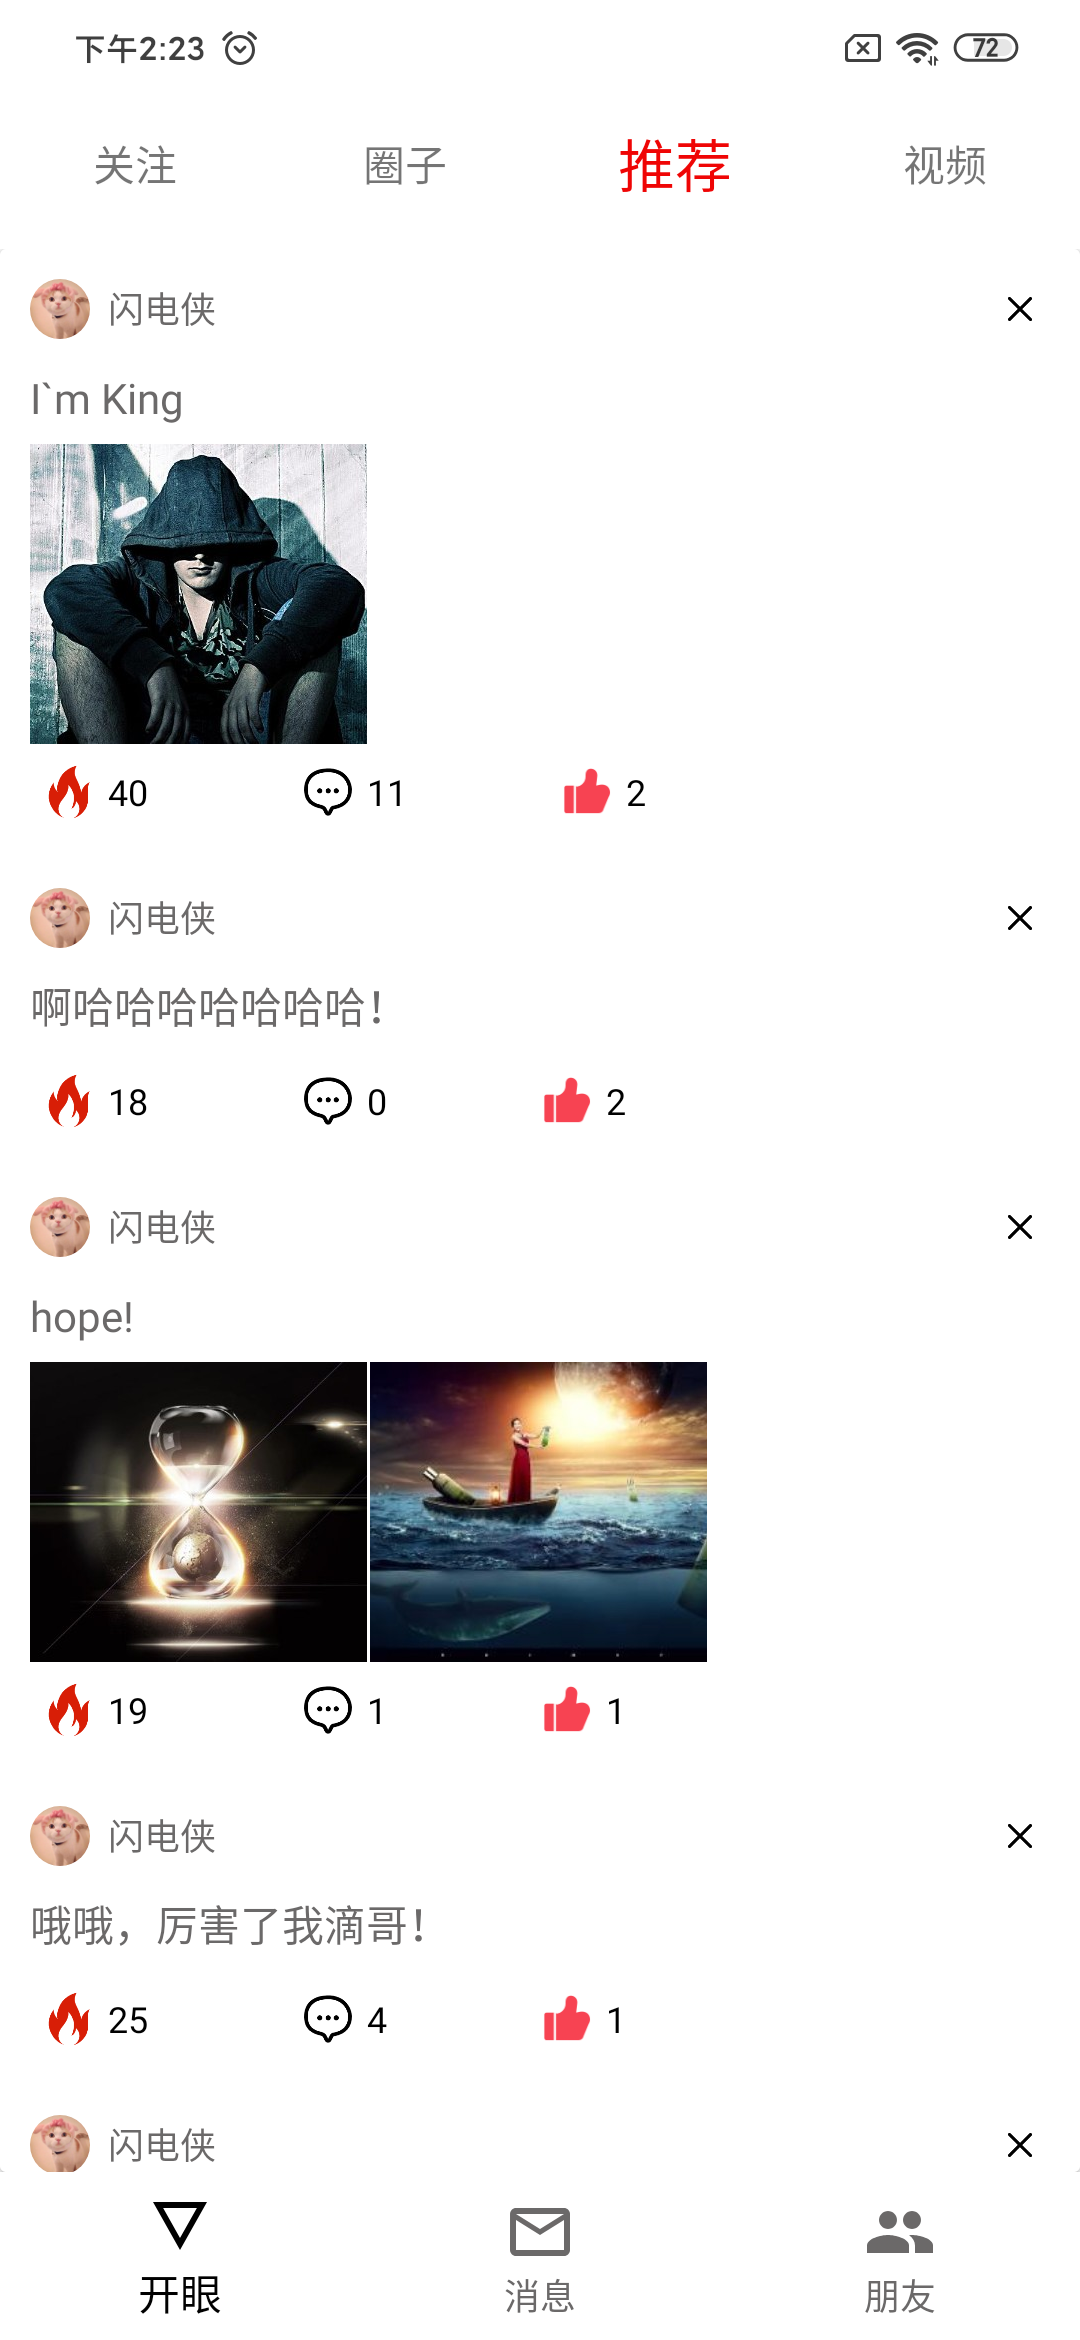 下午2:23
72
关注 圈子 推荐 视频
闪电侠
I`m King
40 11 2
闪电侠
啊哈哈哈哈哈哈哈！
18 0 2
闪电侠
hope!
19 1 1
闪电侠
哦哦，厉害了我滴哥！
25 4 1
闪电侠
开眼 消息 朋友